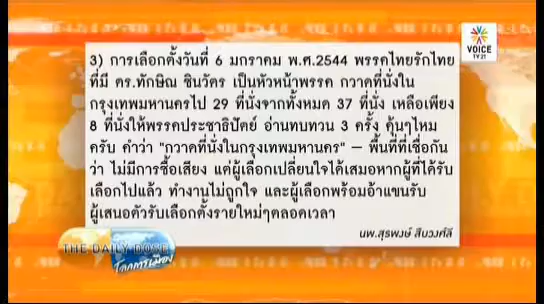 VOICE
TV 21
3) การเลือกตั้งวันที่ 6 มกราคม พ.ศ.2544 พรรคไทยรักไทย
ที่มี ดร.ทักษิณ ชินวัตร เป็นหัวหน้าพรรค กวาดที่นั่งใน
กรุงเทพมหานครไป 29 ที่นั่งจากทั้งหมด 37 ที่นั่ง เหลือเพียง
8 ที่นั่งให้พรรคประชาธิปัตย์ อ่านทบทวน 3 ครั้ง คุ้นๆไหม
ครับ คำว่า "กวาดที่นั่งในกรุงเทพมหานคร" – พื้นที่ที่เชื่อกัน
ว่า ไม่มีการซื้อเสียง แต่ผู้เลือกเปลี่ยนใจได้เสมอหากผู้ที่ได้รับ
เลือกไปแล้ว ทำงานไม่ถูกใจ และผู้เลือกพร้อมอ้าแขนรับ
ผู้เสนอตัวรับเลือกตั้งรายใหม่ๆตลอดเวลา
นพ.สุรพงษ์ สืบวงศ์ลี
THE DAILY DOSE
โลกการเมือง